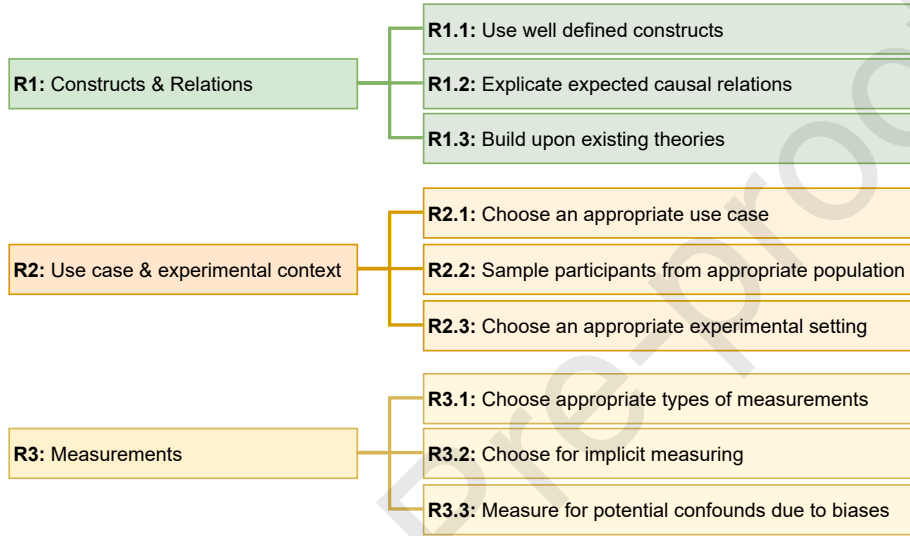 R1: Constructs & Relations
R1.1: Use well defined constructs
R1.2: Explicate expected causal relations
R1.3: Build upon existing theories
R2: Use case & experimental context
R2.1: Choose an appropriate use case
R2.2: Sample participants from appropriate population
R2.3: Choose an appropriate experimental setting
R3: Measurements
R3.1: Choose appropriate types of measurements
R3.2: Choose for implicit measuring
R3.3: Measure for potential confounds due to biases
Pre-proo